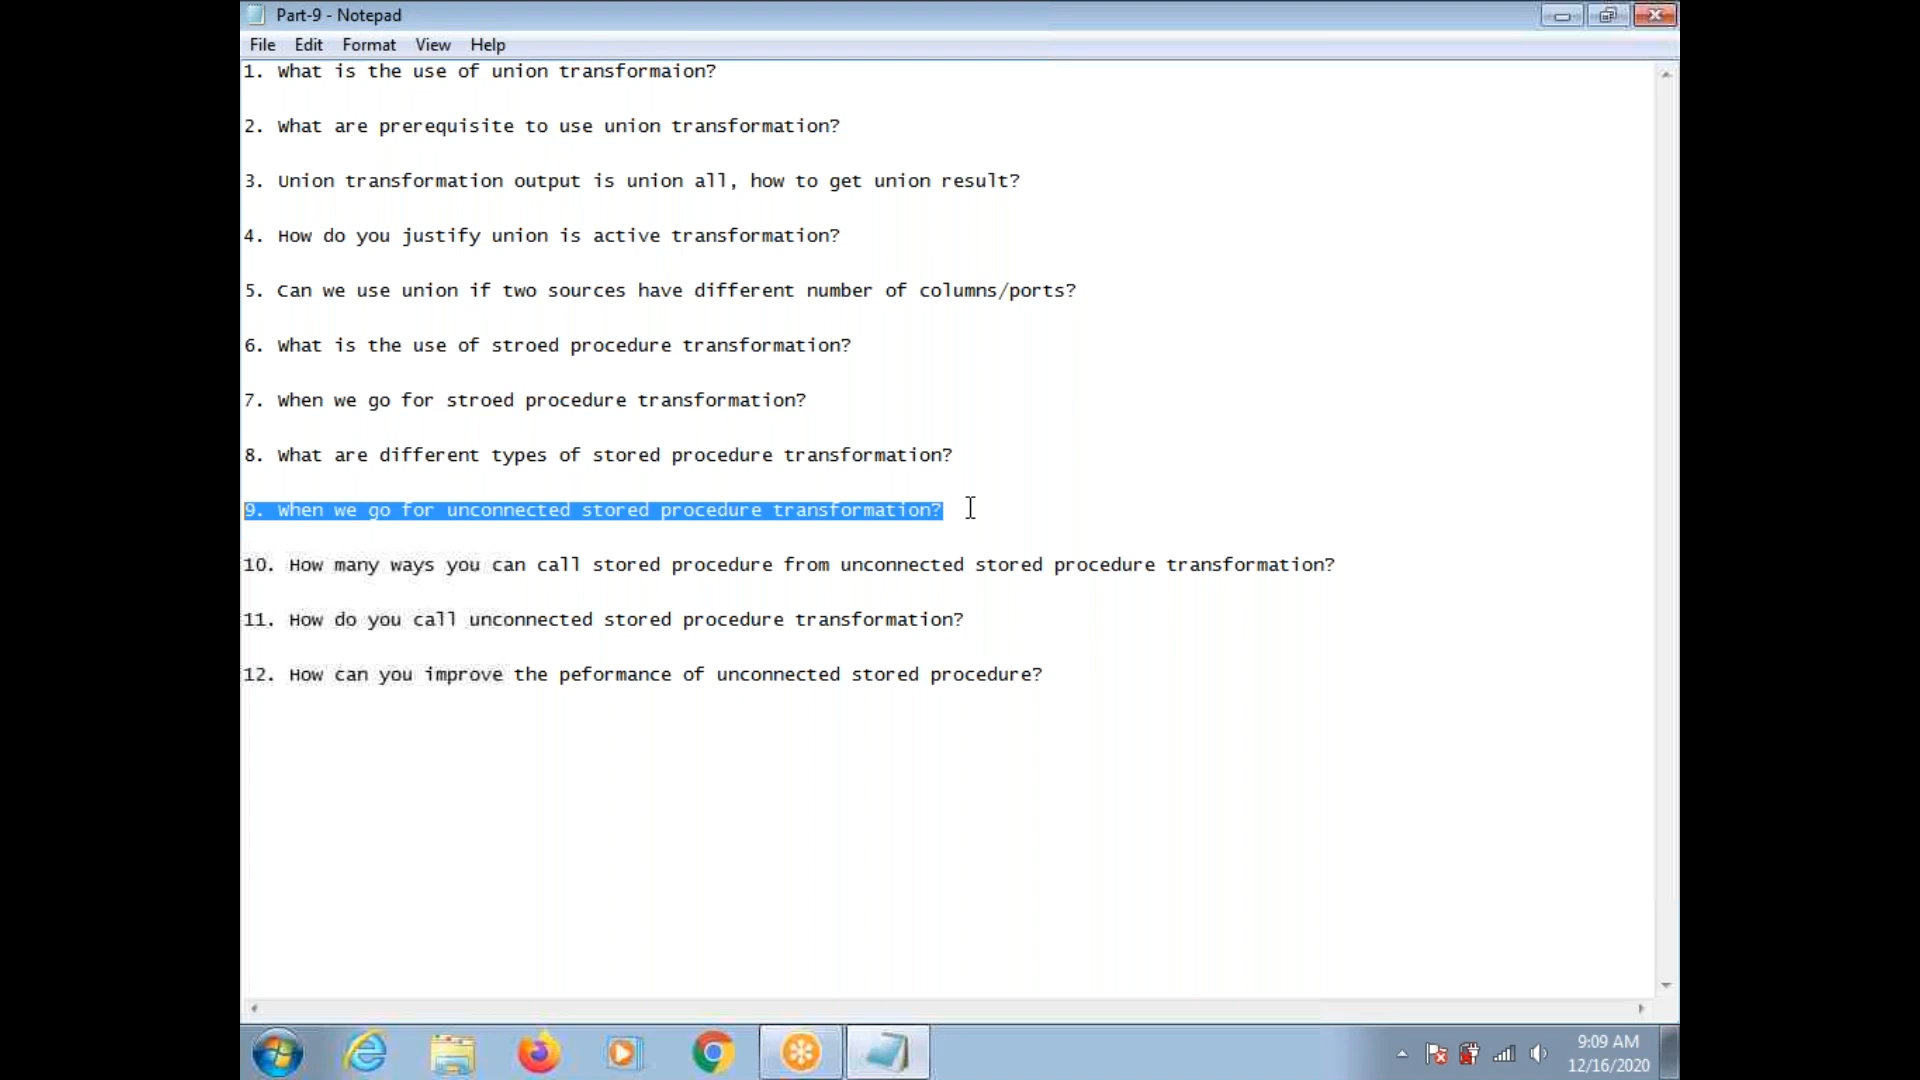 Part-9 - Notepad
File Edit Format View Help
1. What is the use of union transformaion?
2. What are prerequisite to use union transformation?
3. Union transformation output is union all, how to get union result?
4. How do you justify union is active transformation?
5. Can we use union if two sources have different number of columns/ports?
6. What is the use of stroed procedure transformation?
7. When we go for stroed procedure transformation?
8. What are different types of stored procedure transformation?
9. When we go for unconnected stored procedure transformation?
10. How many ways you can call stored procedure from unconnected stored procedure transformation?
11. How do you call unconnected stored procedure transformation?
12. How can you improve the peformance of unconnected stored procedure?
9:09 AM
12/16/2020